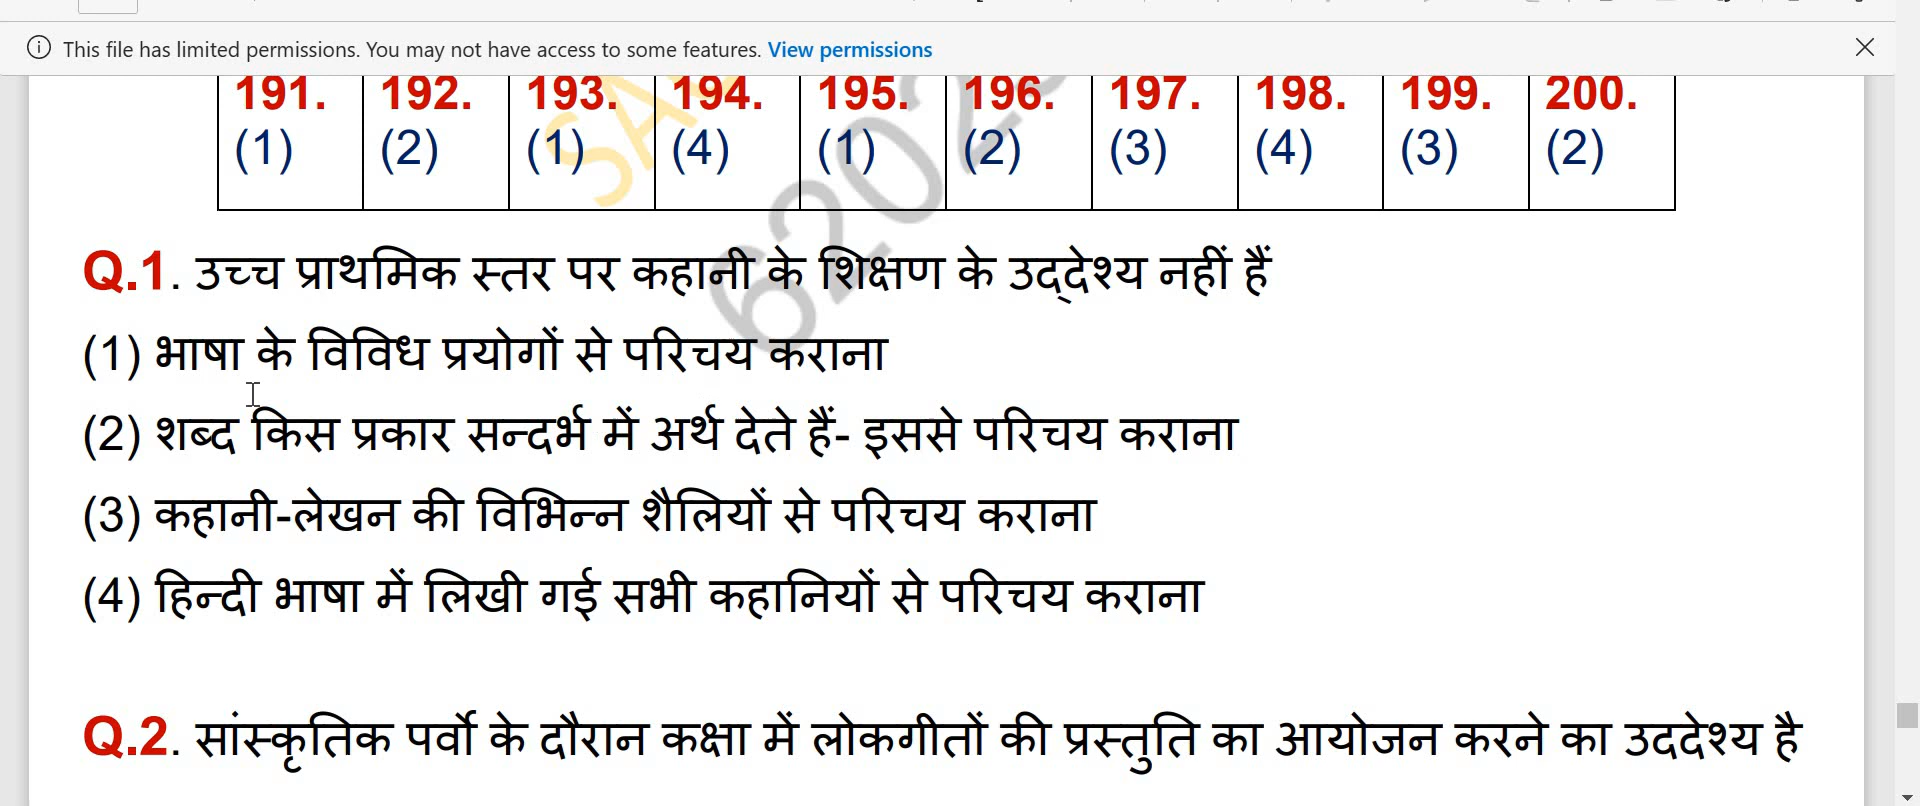 This file has limited permissions. You may not have access to some features. View permissions
191. 192. 193. 194. 195. 196. 197. 198. 199. 200.
(1) (2) (1) (4) (1) (2) (3) (4) (3) (2)
Q.1. उच्च प्राथमिक स्तर पर कहानी के शिक्षण के उद्देश्य नहीं हैं
(1) भाषा के विविध प्रयोगों से परिचय कराना
(2) शब्द किस प्रकार सन्दर्भ में अर्थ देते हैं- इससे परिचय कराना
(3) कहानी-लेखन की विभिन्न शैलियों से परिचय कराना
(4) हिन्दी भाषा में लिखी गई सभी कहानियों से परिचय कराना
Q.2. सांस्कृतिक पर्वो के दौरान कक्षा में लोकगीतों की प्रस्तुति का आयोजन करने का उददेश्य है